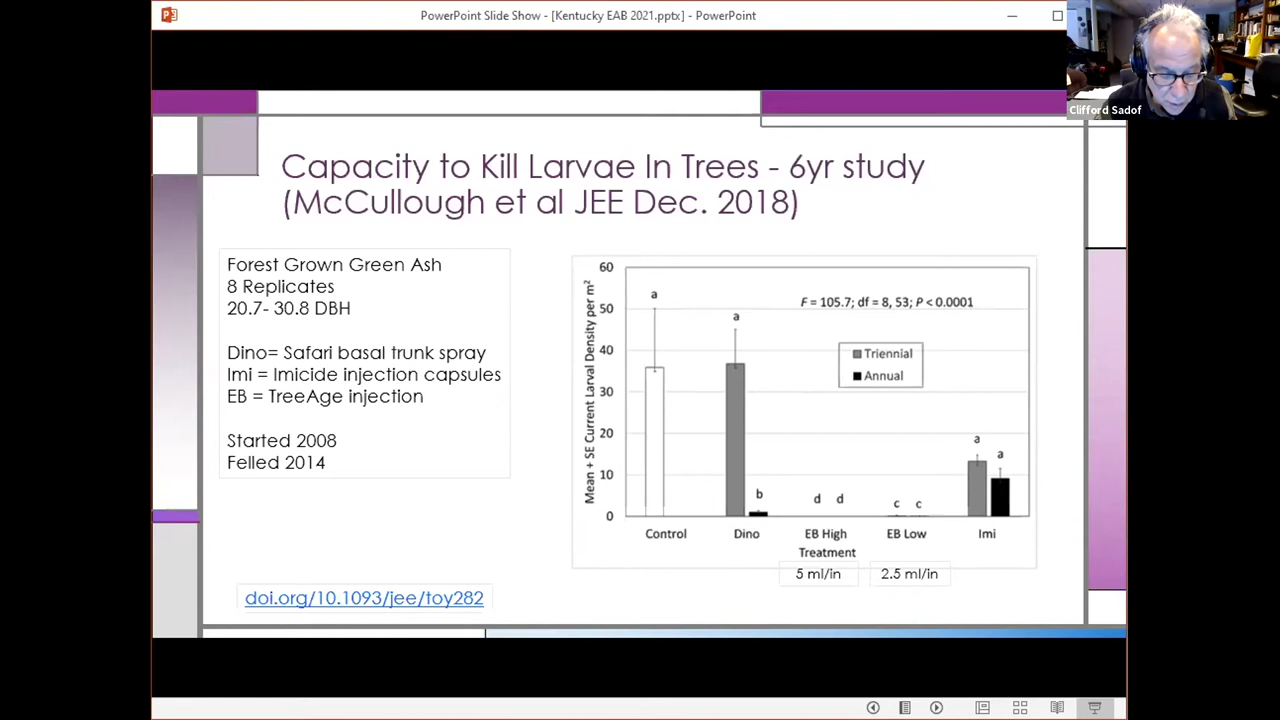 PowerPoint Slide Show - [Kentucky EAB 2021.pptx] - PowerPoint
Clifford Sadof
Capacity to Kill Larvae In Trees - 6yr study
(McCullough et al JEE Dec. 2018)
Forest Grown Green Ash
8 Replicates
20.7- 30.8 DBH
Dino= Safari basal trunk spray
Imi = Imicide injection capsules
EB = TreeAge injection
Started 2008
Felled 2014
doi.org/10.1093/jee/toy282
Mean + SE Current Larval Density per m²
60
50
40
30
20
10
0
F = 105.7; df = 8, 53; P < 0.0001
Triennial
Annual
a
a
b
d d
c c
a
a
Control Dino EB High EB Low Imi
Treatment
5 ml/in 2.5 ml/in